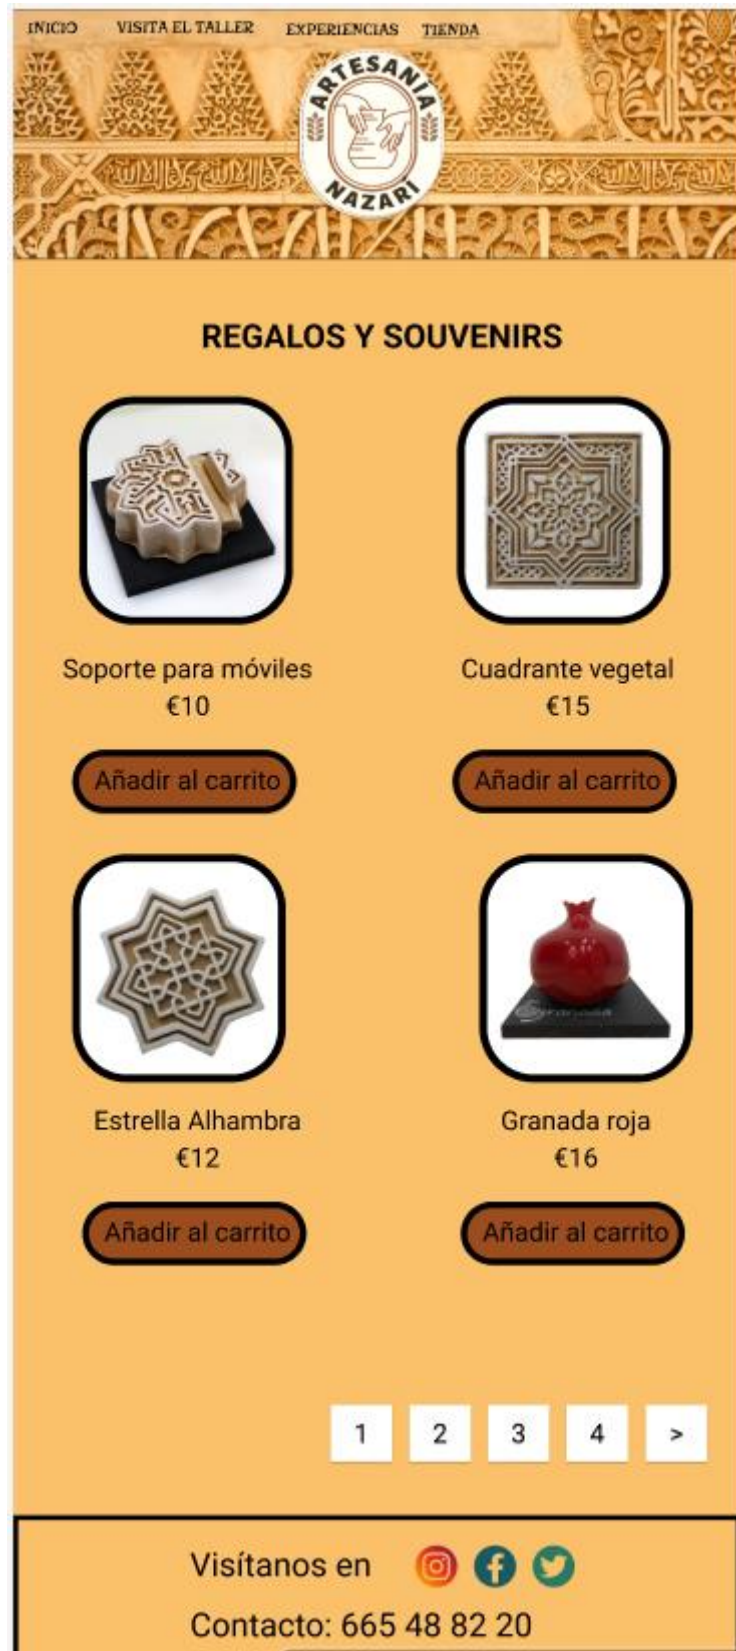 INICIO VISITA EL TALLER EXPERIENCIAS TIENDA
ARTESANÍA
NAZARI
REGALOS Y SOUVENIRS
Soporte para móviles Cuadrante vegetal
€10 €15
Añadir al carrito Añadir al carrito
Estrella Alhambra Granada roja
€12 €16
Añadir al carrito Añadir al carrito
1 2 3 4 >
Visítanos en
Contacto: 665 48 82 20